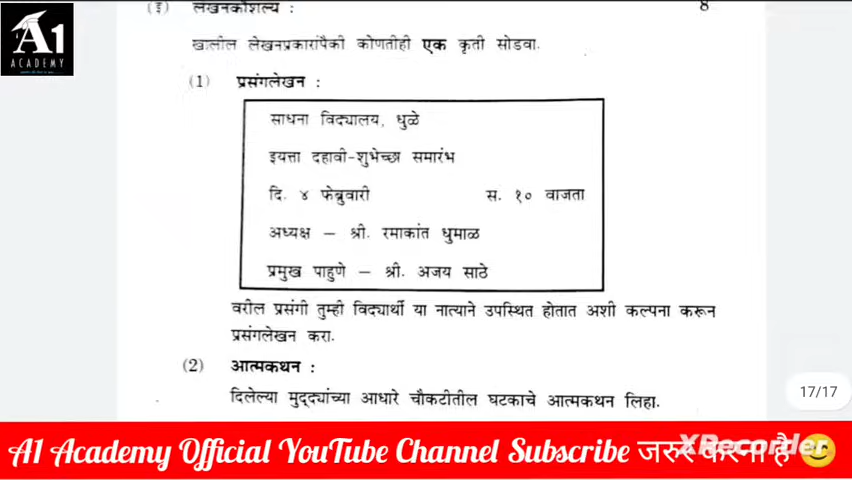 A1
ACADEMY
(इ) लेखनकौशल्य :
8
खालील लेखनप्रकारांपैकी कोणतीही एक कृती सोडवा.
(1) प्रसंगलेखन :
साधना विद्यालय, धुळे
इयत्ता दहावी-शुभेच्छा समारंभ
दि. ४ फेब्रुवारी स. १० वाजता
अध्यक्ष – श्री. रमाकांत धुमाळ
प्रमुख पाहुणे – श्री. अजय साठे
वरील प्रसंगी तुम्ही विद्यार्थी या नात्याने उपस्थित होतात अशी कल्पना करून
प्रसंगलेखन करा.
(2) आत्मकथन :
दिलेल्या मुद्द्यांच्या आधारे चौकटीतील घटकाचे आत्मकथन लिहा.
17/17
A1 Academy Official YouTube Channel Subscribe जरुर करना है
XRecorder